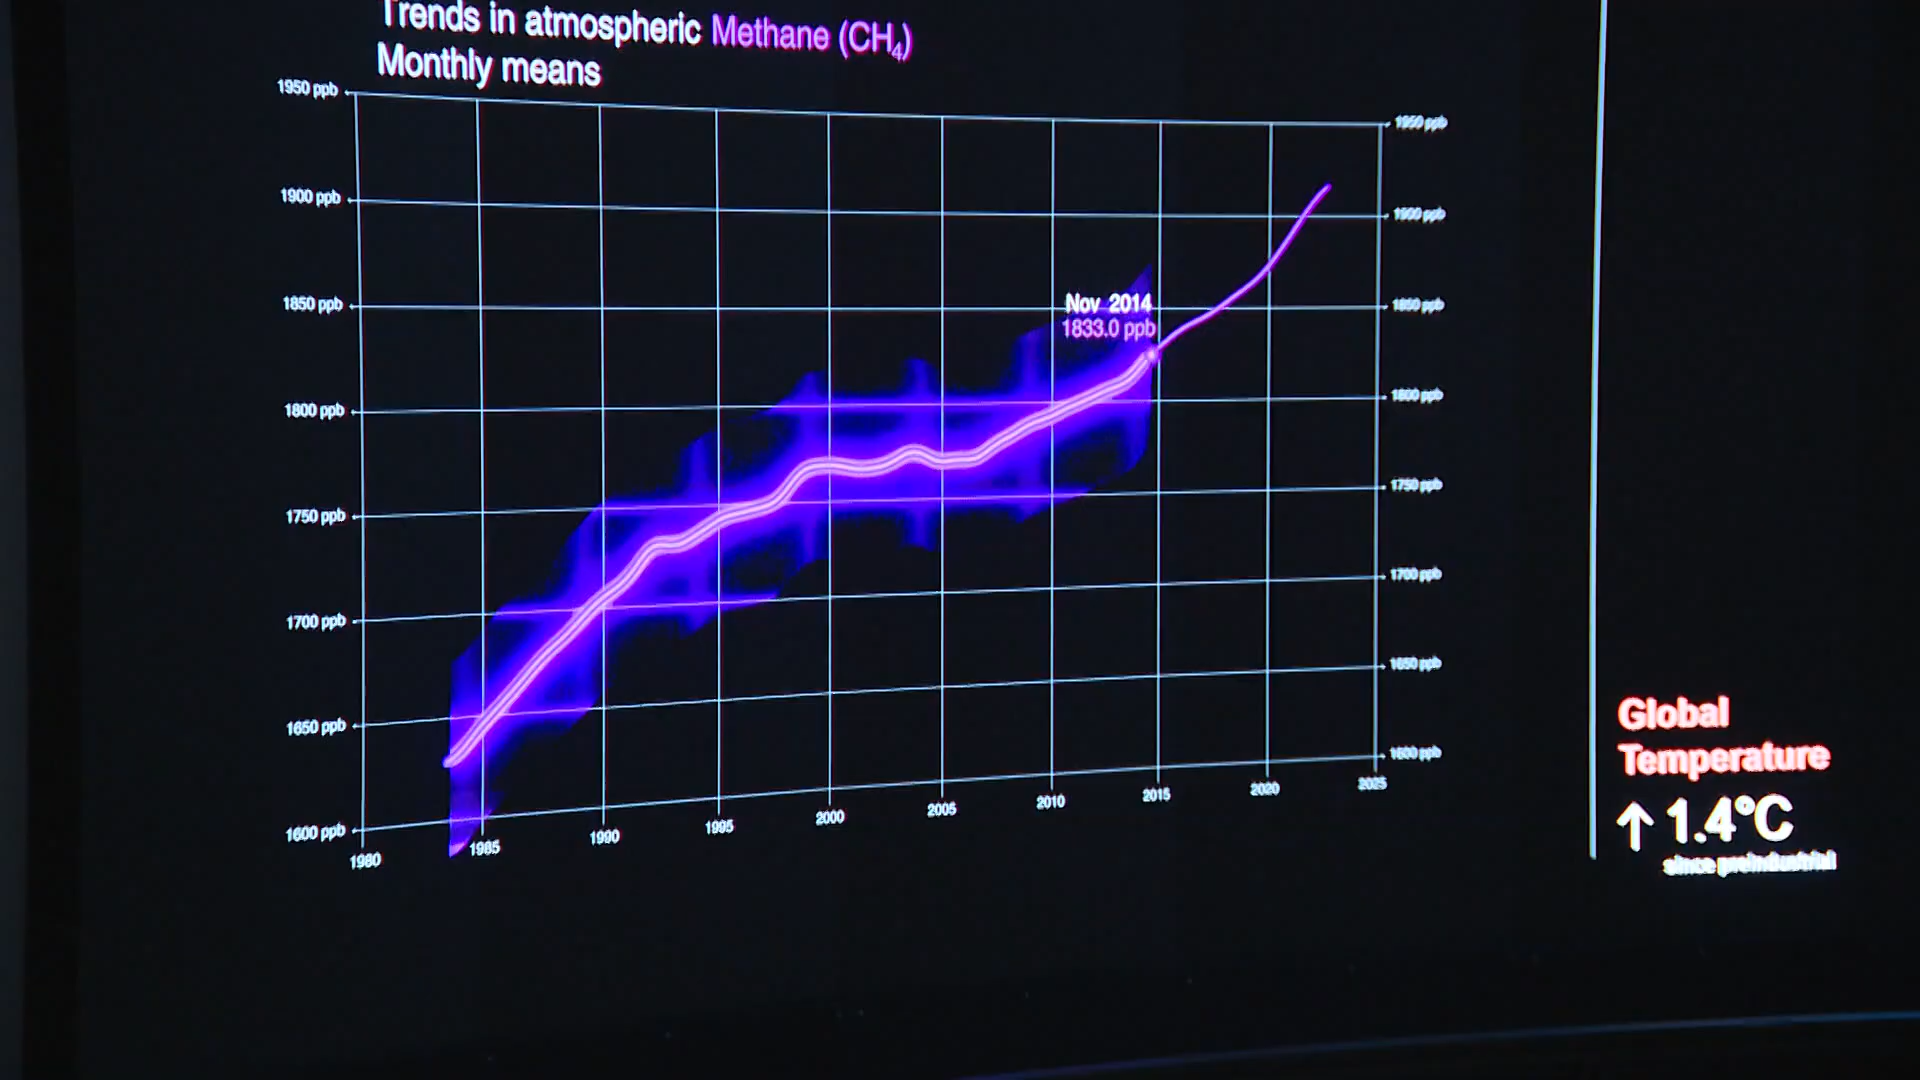 Trends in atmospheric Methane (CH₄)
Monthly means
1950 ppb
1950 ppb
1900 ppb
1900 ppb
Nov 2014
1833.0 ppb
1850 ppb
1850 ppb
1800 ppb
1800 ppb
1750 ppb
1750 ppb
1700 ppb
1700 ppb
1650 ppb
1650 ppb
1600 ppb
1600 ppb
1980
1985
1990
1995
2000
2005
2010
2015
2020
2025
Global
Temperature
↑ 1.4°C
since preindustrial